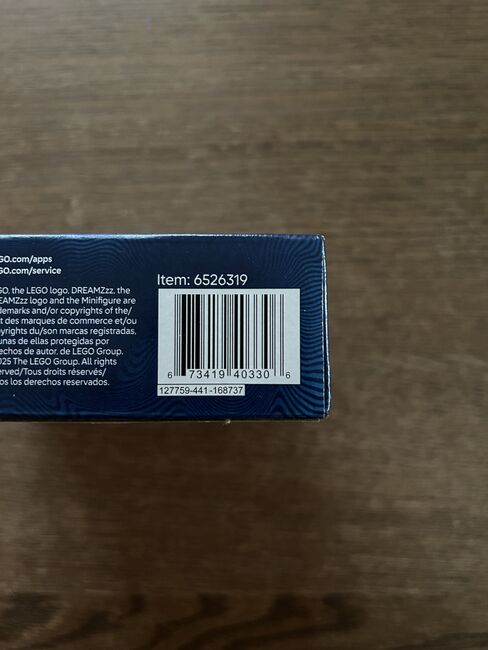 GO.com/apps
GO.com/service
GO, the LEGO logo, DREAMZzz, the
EAMZzz logo and the Minifigure are
demarks and/or copyrights of the/
t des marques de commerce et/ou
pyrights du/son marcas registradas,
unas de ellas protegidas por
echos de autor, de LEGO Group.
025 The LEGO Group. All rights
erved/Tous droits réservés/
os los derechos reservados.
Item: 6526319
6 73419 40330 6
127759-441-168737